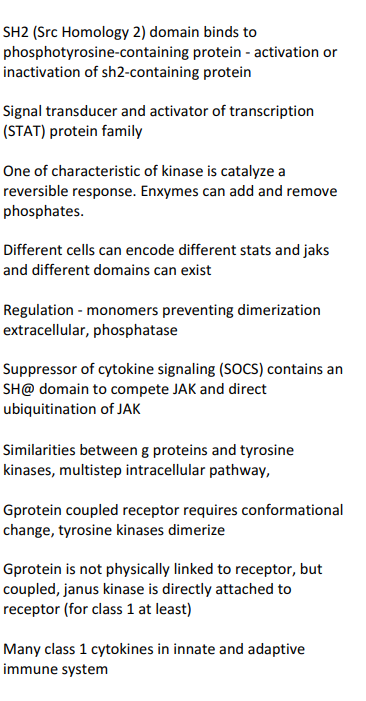 SH2 (Src Homology 2) domain binds to
phosphotyrosine-containing protein - activation or
inactivation of sh2-containing protein
Signal transducer and activator of transcription
(STAT) protein family
One of characteristic of kinase is catalyze a
reversible response. Enxymes can add and remove
phosphates.
Different cells can encode different stats and jaks
and different domains can exist
Regulation - monomers preventing dimerization
extracellular, phosphatase
Suppressor of cytokine signaling (SOCS) contains an
SH@ domain to compete JAK and direct
ubiquitination of JAK
Similarities between g proteins and tyrosine
kinases, multistep intracellular pathway,
Gprotein coupled receptor requires conformational
change, tyrosine kinases dimerize
Gprotein is not physically linked to receptor, but
coupled, janus kinase is directly attached to
receptor (for class 1 at least)
Many class 1 cytokines in innate and adaptive
immune system